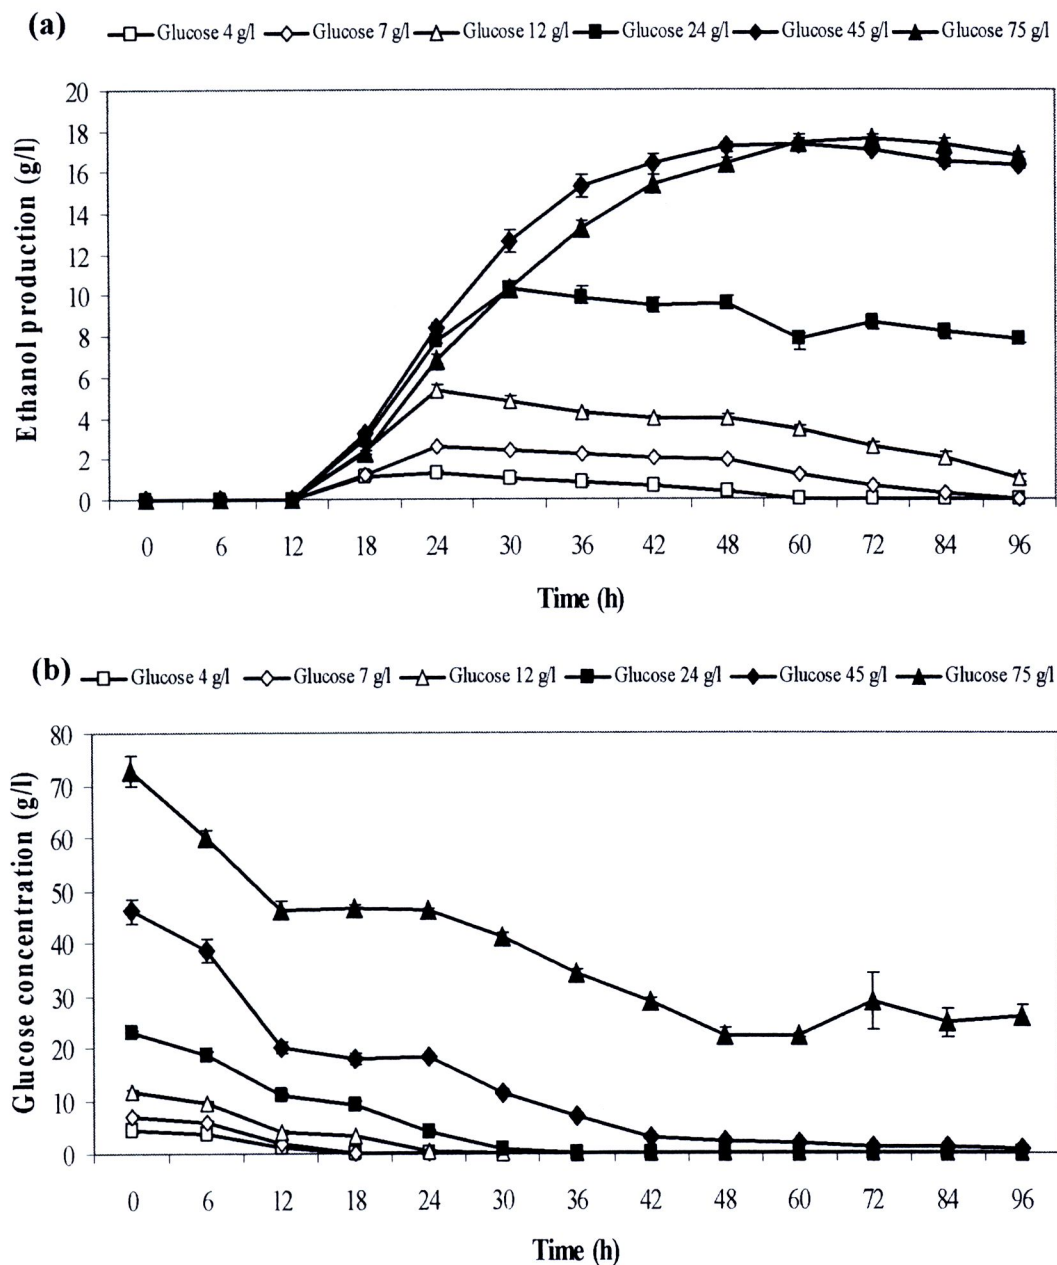 (a) Glucose 4 g/l Glucose 7 g/l Glucose 12 g/l Glucose 24 g/l Glucose 45 g/l Glucose 75 g/l
Ethanol production (g/l)
20
18
16
14
12
10
8
6
4
2
0
0 6 12 18 24 30 36 42 48 60 72 84 96
Time (h)
(b) Glucose 4 g/l Glucose 7 g/l Glucose 12 g/l Glucose 24 g/l Glucose 45 g/l Glucose 75 g/l
Glucose concentration (g/l)
80
70
60
50
40
30
20
10
0
0 6 12 18 24 30 36 42 48 60 72 84 96
Time (h)